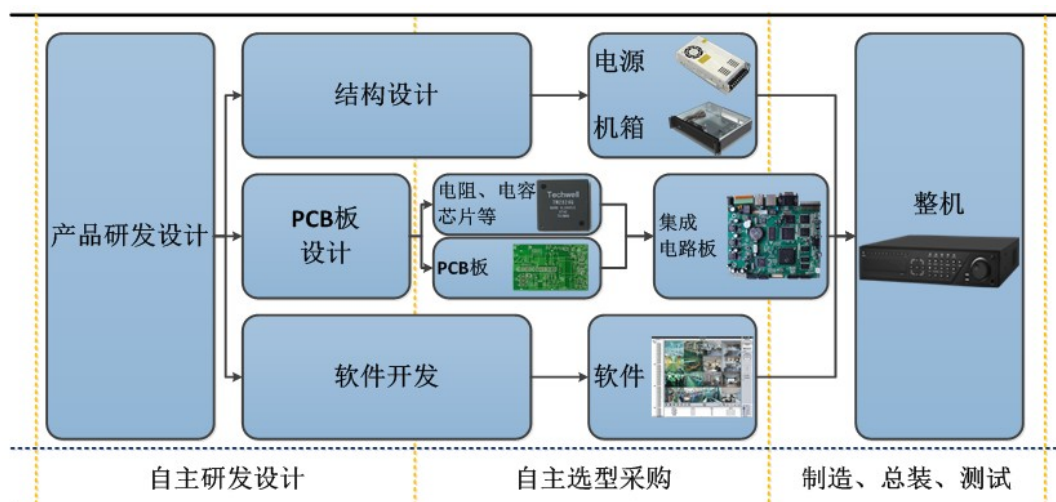 产品研发设计
结构设计
电源
机箱
PCB板
设计
电阻、电容
芯片等
Techwell
PCB板
集成
电路板
软件开发
软件
整机
自主研发设计
自主选型采购
制造、总装、测试